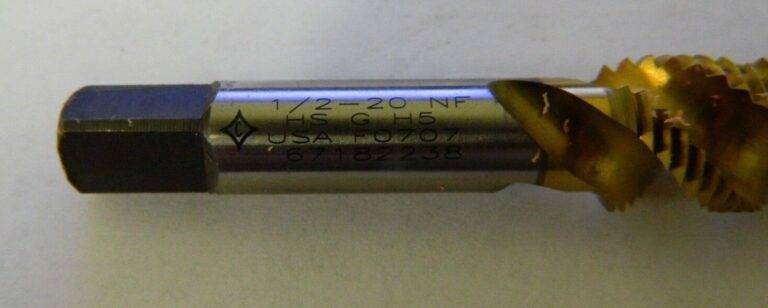 1/2-20 NF
HS G H5
C
USA F0707
67182238